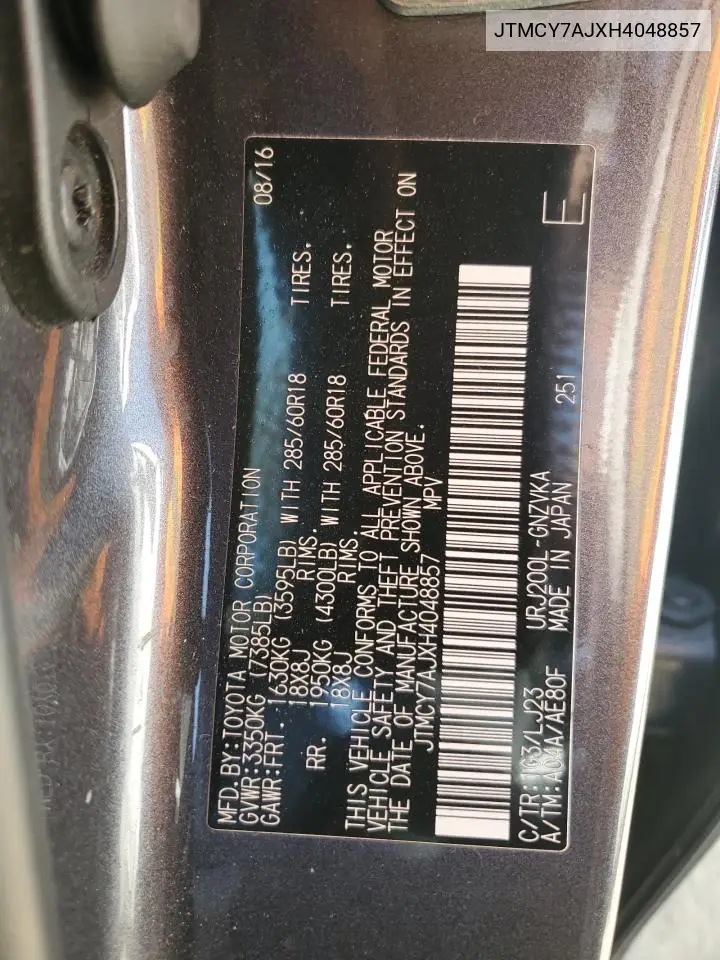 JTMCY7AJXH4048857
MFD.BY:TOYOTA MOTOR CORPORATION 08/16
GVWR:3350KG (7385LB)
GAWR:FRT. 1630KG (3595LB) WITH 285/60R18 TIRES.
18X8J RIMS.
RR. 1950KG (4300LB) WITH 285/60R18 TIRES.
18X8J RIMS.
THIS VEHICLE CONFORMS TO ALL APPLICABLE FEDERAL MOTOR
VEHICLE SAFETY AND THEFT PREVENTION STANDARDS IN EFFECT ON
THE DATE OF MANUFACTURE SHOWN ABOVE.
JTMCY7AJXH4048857 MPV
C/TR:1G3/LJ23 URJ200L-GNZVKA 251
A/TM:A04A/AE80F MADE IN JAPAN
E